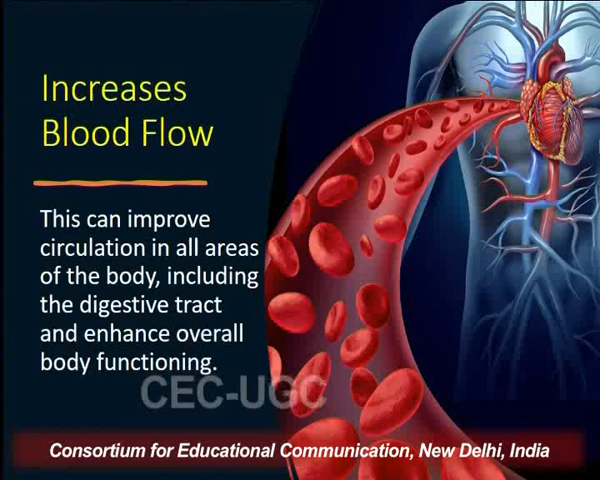 Increases
Blood Flow
This can improve
circulation in all areas
of the body, including
the digestive tract
and enhance overall
body functioning.
CEC-UGC
Consortium for Educational Communication, New Delhi, India